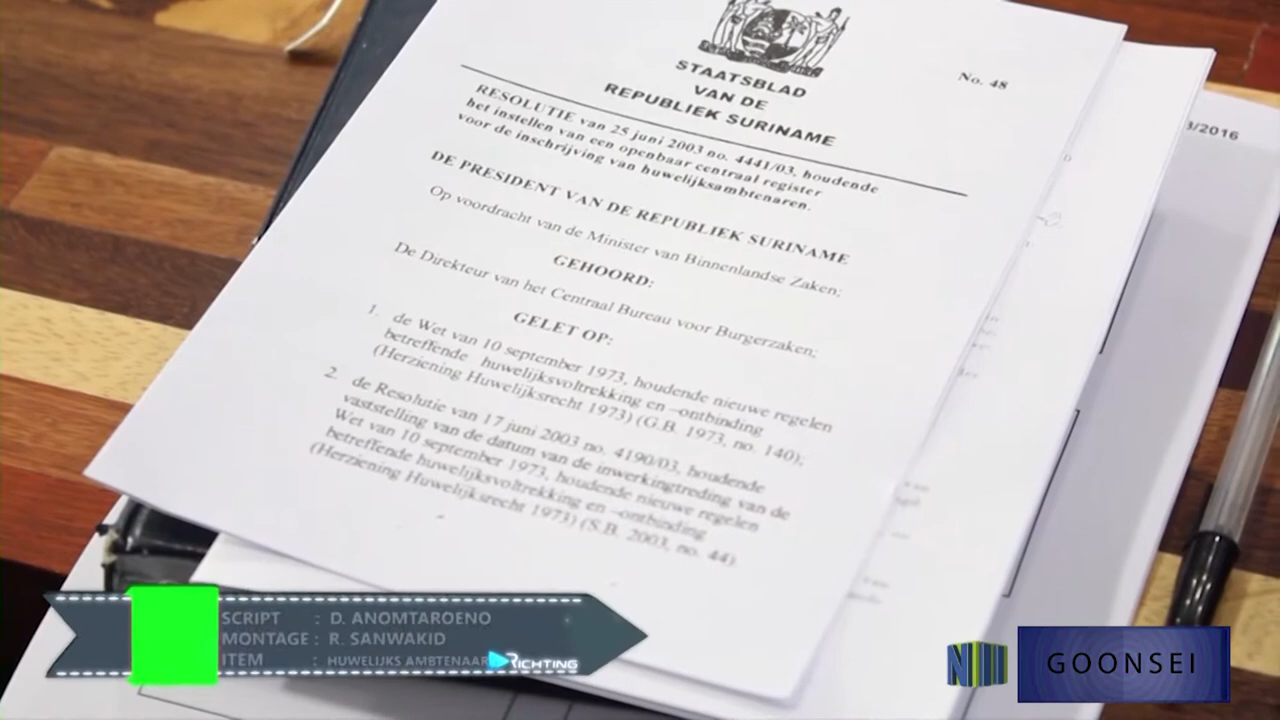 No. 48
STAATSBLAD
VAN DE
REPUBLIEK SURINAME
RESOLUTIE van 25 juni 2003 no. 4441/03, houdende
het instellen van een openbaar centraal register
voor de inschrijving van huwelijksambtenaren.
DE PRESIDENT VAN DE REPUBLIEK SURINAME
Op voordracht van de Minister van Binnenlandse Zaken;
GEHOORD:
De Direkteur van het Centraal Bureau voor Burgerzaken;
GELET OP:
1. de Wet van 10 september 1973, houdende nieuwe regelen
betreffende huwelijksvoltrekking en –ontbinding
(Herziening Huwelijksrecht 1973) (G.B. 1973, no. 140);
2. de Resolutie van 17 juni 2003 no. 4190/03, houdende
vaststelling van de datum van de inwerkingtreding van de
Wet van 10 september 1973, houdende nieuwe regelen
betreffende huwelijksvoltrekking en –ontbinding
(Herziening Huwelijksrecht 1973) (S.B. 2003, no. 44).
3/2016
SCRIPT : D. ANOMTAROENO
MONTAGE : R. SANWAKID
ITEM : HUWELIJKS AMBTENAAR
RICHTING
GOONSEI